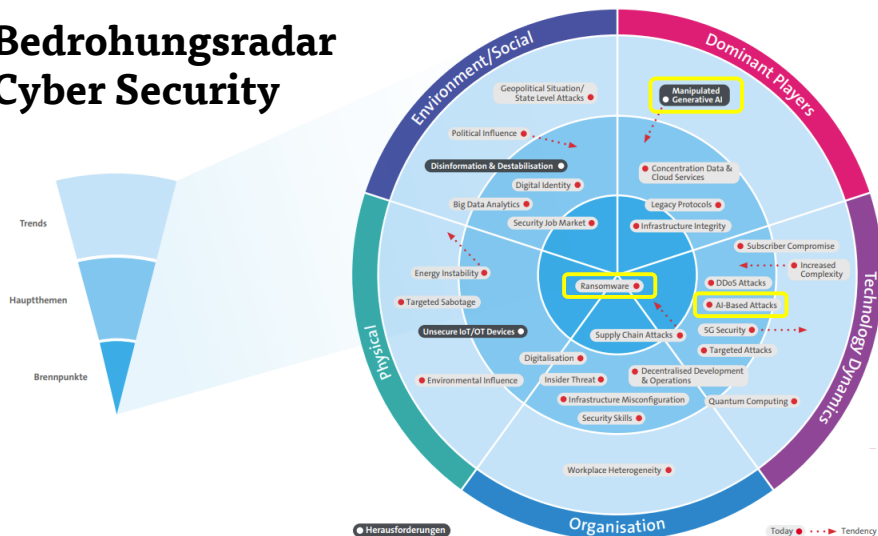 Bedrohungsradar
Cyber Security
Trends
Hauptthemen
Brennpunkte
Environment/Social
Dominant Players
Technology Dynamics
Organisation
Physical
Geopolitical Situation/
State Level Attacks
Political Influence
Disinformation & Destabilisation
Digital Identity
Big Data Analytics
Security Job Market
Manipulated
Generative AI
Concentration Data &
Cloud Services
Legacy Protocols
Infrastructure Integrity
Subscriber Compromise
Increased
Complexity
DDoS Attacks
AI-Based Attacks
5G Security
Targeted Attacks
Quantum Computing
Ransomware
Supply Chain Attacks
Energy Instability
Targeted Sabotage
Unsecure IoT/OT Devices
Environmental Influence
Digitalisation
Insider Threat
Decentralised Development
& Operations
Infrastructure Misconfiguration
Security Skills
Workplace Heterogeneity
Herausforderungen
Today
Tendency